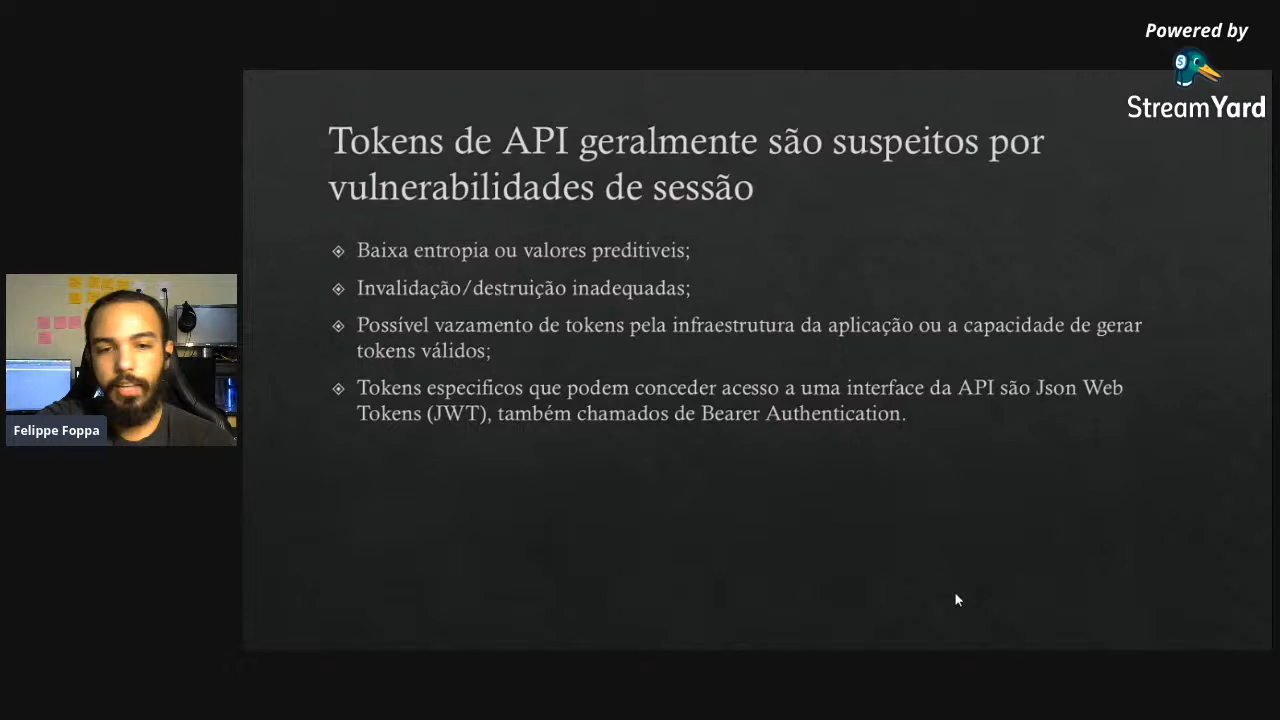 Powered by
StreamYard
Tokens de API geralmente são suspeitos por
vulnerabilidades de sessão
Baixa entropia ou valores preditiveis;
Invalidação/destruição inadequadas;
Possível vazamento de tokens pela infraestrutura da aplicação ou a capacidade de gerar
tokens válidos;
Tokens especificos que podem conceder acesso a uma interface da API são Json Web
Tokens (JWT), também chamados de Bearer Authentication.
Felippe Foppa